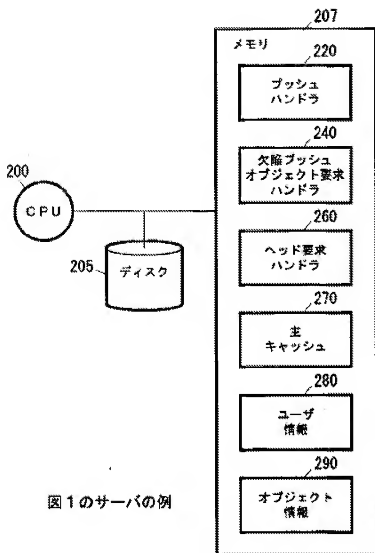 207
メモリ
220
プッシュ
ハンドラ
240
欠陥プッシュ
オブジェクト要求
ハンドラ
200
CPU
260
ヘッド要求
ハンドラ
205
ディスク
270
主
キャッシュ
280
ユーザ
情報
290
オブジェクト
情報
図1のサーバの例